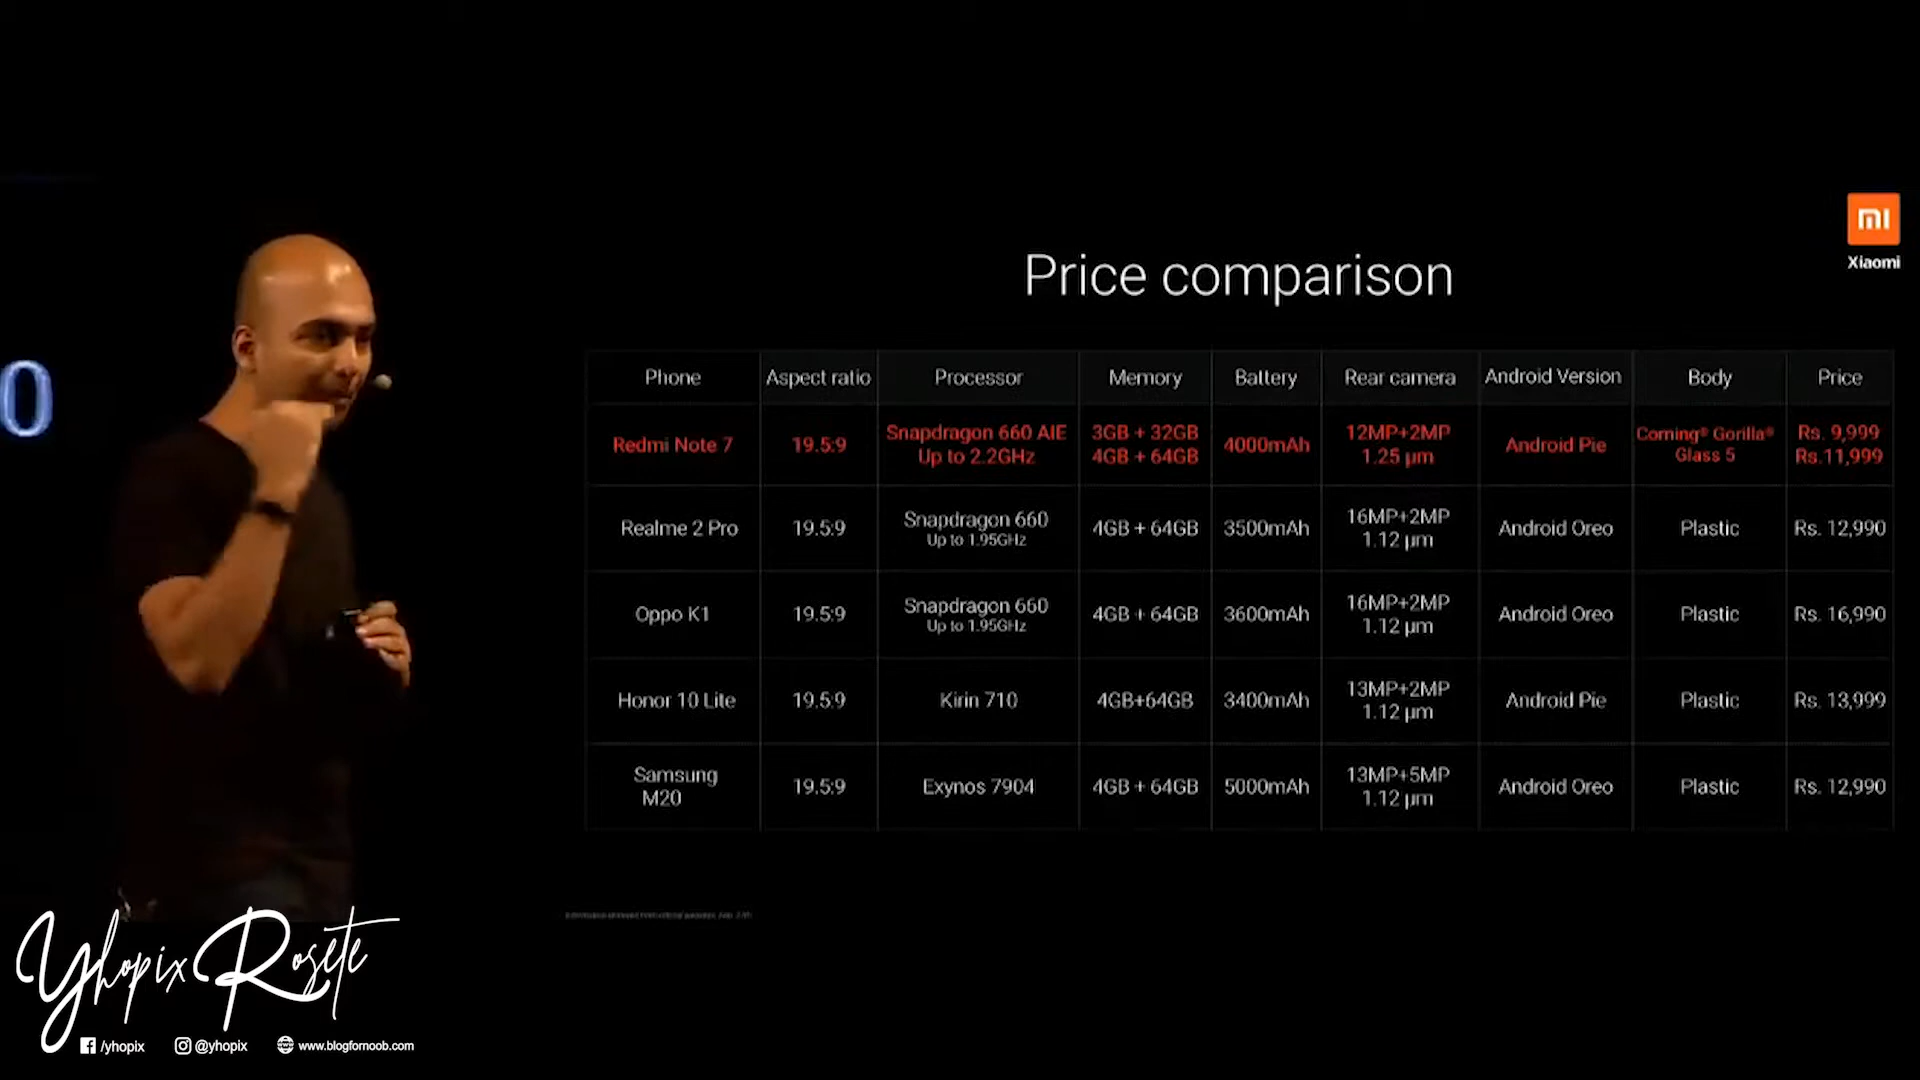 mi
Xiaomi
Price comparison
0
Phone Aspect ratio Processor Memory Battery Rear camera Android Version Body Price
Redmi Note 7 19.5:9 Snapdragon 660 AIE Up to 2.2GHz 3GB + 32GB 4GB + 64GB 4000mAh 12MP+2MP 1.25 µm Android Pie Corning® Gorilla® Glass 5 Rs. 9,999 Rs.11,999
Realme 2 Pro 19.5:9 Snapdragon 660 Up to 1.95GHz 4GB + 64GB 3500mAh 16MP+2MP 1.12 µm Android Oreo Plastic Rs. 12,990
Oppo K1 19.5:9 Snapdragon 660 Up to 1.95GHz 4GB + 64GB 3600mAh 16MP+2MP 1.12 µm Android Oreo Plastic Rs. 16,990
Honor 10 Lite 19.5:9 Kirin 710 4GB+64GB 3400mAh 13MP+2MP 1.12 µm Android Pie Plastic Rs. 13,999
Samsung M20 19.5:9 Exynos 7904 4GB + 64GB 5000mAh 13MP+5MP 1.12 µm Android Oreo Plastic Rs. 12,990
Yhopix Rosete
/yhopix @yhopix www.blogfornoob.com